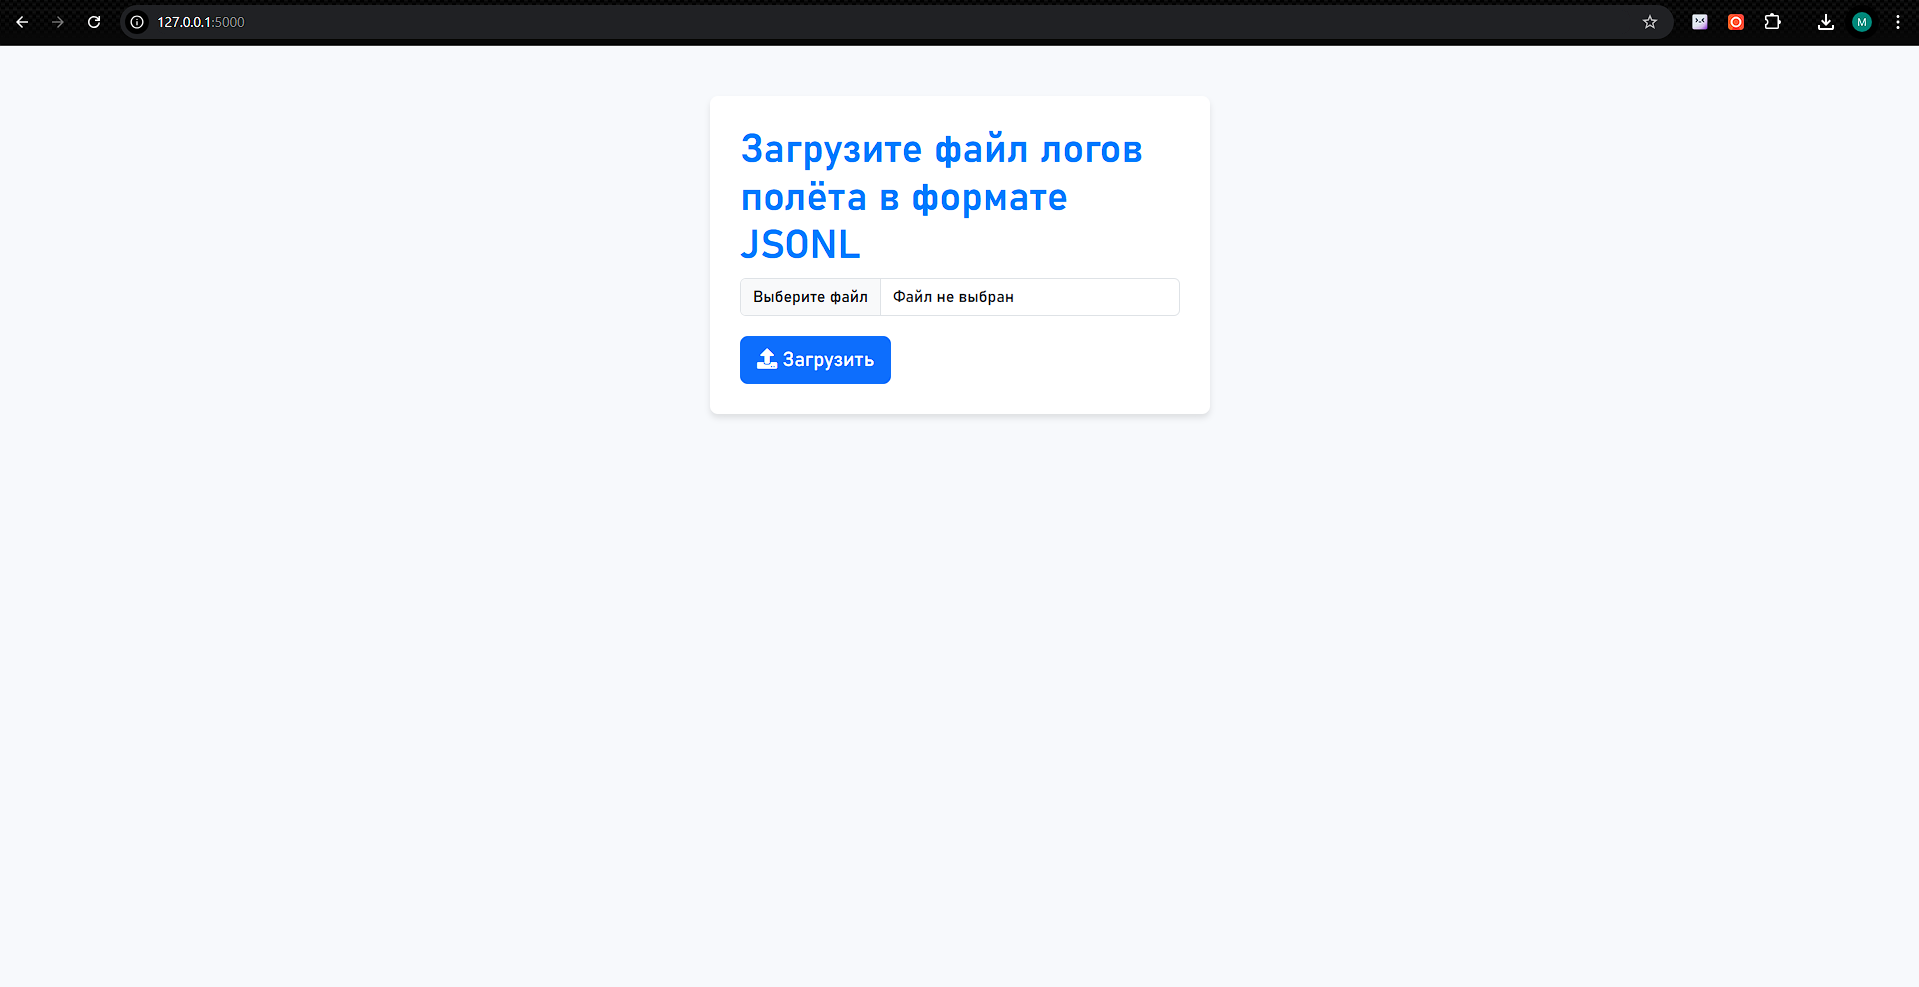 127.0.0.1:5000
M
Загрузите файл логов
полёта в формате
JSONL
Выберите файл Файл не выбран
Загрузить